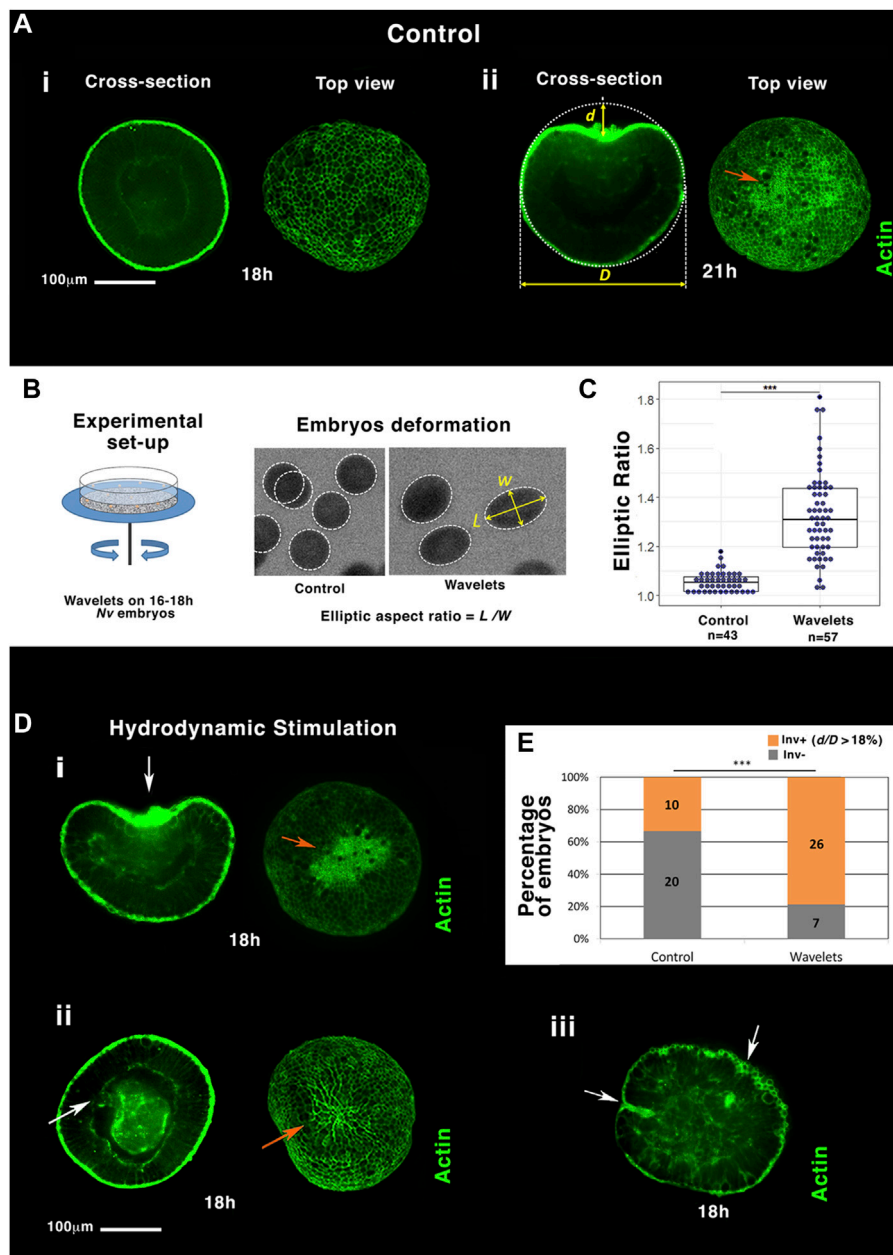 A
Control
i
Cross-section
Top view
100μm
18h
ii
Cross-section
Top view
d
D
21h
Actin
B
Experimental
set-up
Wavelets on 16-18h
Nv embryos
Embryos deformation
W
L
Control
Wavelets
Elliptic aspect ratio = L /W
C
Elliptic Ratio
***
1.8
1.6
1.4
1.2
1.0
Control
n=43
Wavelets
n=57
D
Hydrodynamic Stimulation
i
18h
Actin
ii
18h
100μm
Actin
iii
18h
Actin
E
Inv+ (d/D > 18%)
Inv-
***
Percentage
of embryos
100%
80%
60%
40%
20%
0%
10
20
26
7
Control
Wavelets